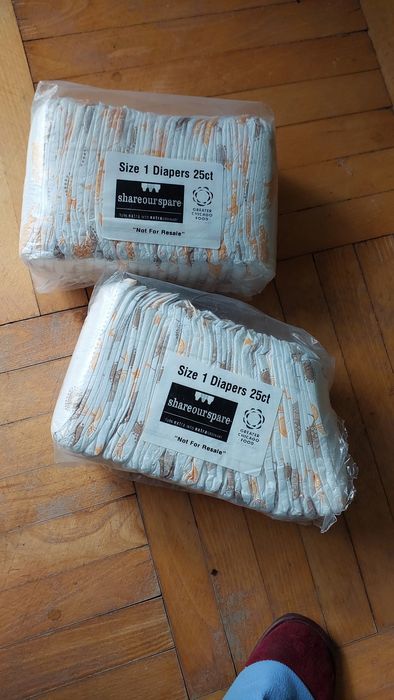 Size 1 Diapers 25ct
shareourspare
GREATER
CHICAGO
FOOD
"Not For Resale"
Size 1 Diapers 25ct
shareourspare
GREATER
CHICAGO
FOOD
"Not For Resale"